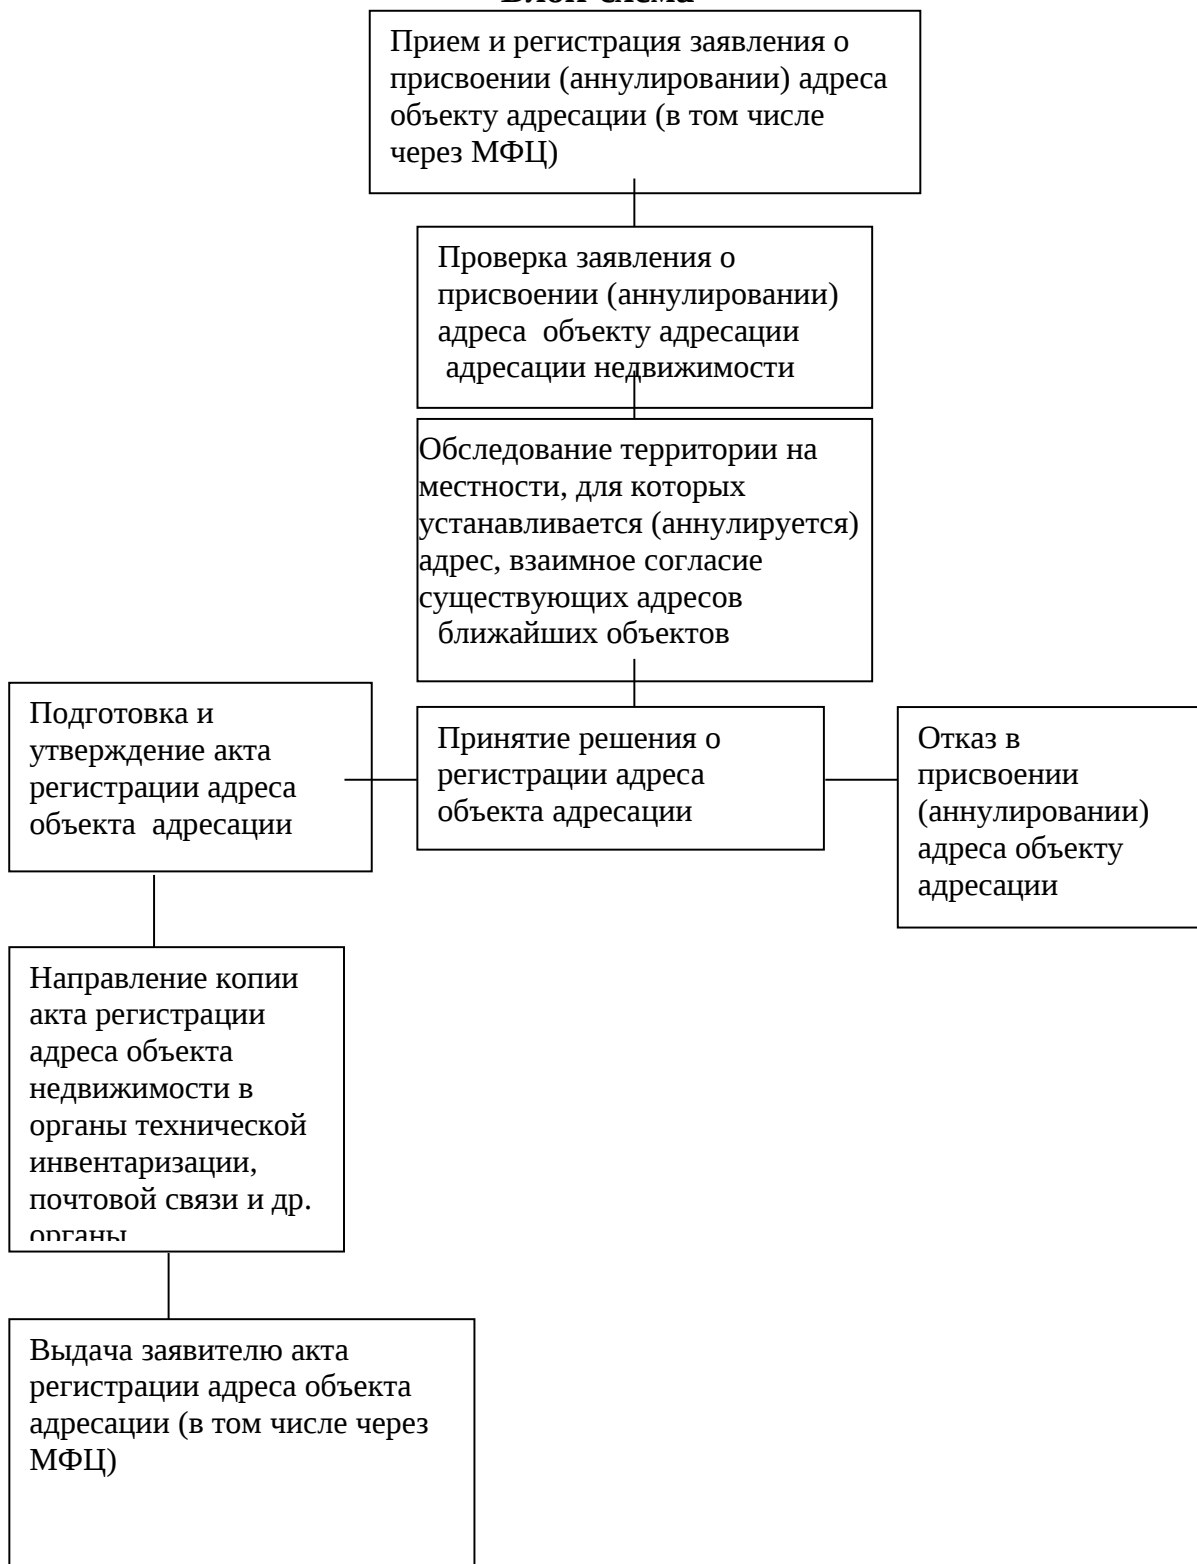 Блок-схема
Прием и регистрация заявления о
присвоении (аннулировании) адреса
объекту адресации (в том числе
через МФЦ)
Проверка заявления о
присвоении (аннулировании)
адреса объекту адресации
адресации недвижимости
Обследование территории на
местности, для которых
устанавливается (аннулируется)
адрес, взаимное согласие
существующих адресов
ближайших объектов
Подготовка и
утверждение акта
регистрации адреса
объекта адресации
Принятие решения о
регистрации адреса
объекта адресации
Отказ в
присвоении
(аннулировании)
адреса объекту
адресации
Направление копии
акта регистрации
адреса объекта
недвижимости в
органы технической
инвентаризации,
почтовой связи и др.
органы
Выдача заявителю акта
регистрации адреса объекта
адресации (в том числе через
МФЦ)